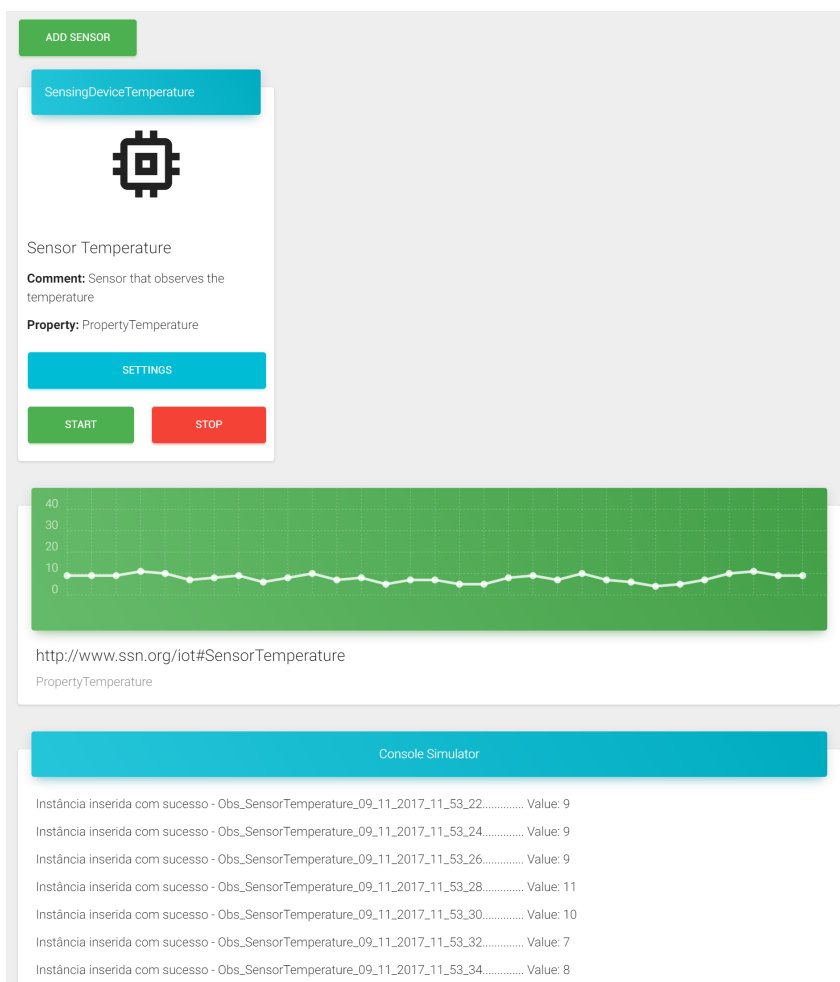 ADD SENSOR
SensingDeviceTemperature
Sensor Temperature
Comment: Sensor that observes the
temperature
Property: PropertyTemperature
SETTINGS
START STOP
40
30
20
10
0
http://www.ssn.org/iot#SensorTemperature
PropertyTemperature
Console Simulator
Instância inserida com sucesso - Obs_SensorTemperature_09_11_2017_11_53_22............. Value: 9
Instância inserida com sucesso - Obs_SensorTemperature_09_11_2017_11_53_24............. Value: 9
Instância inserida com sucesso - Obs_SensorTemperature_09_11_2017_11_53_26............. Value: 9
Instância inserida com sucesso - Obs_SensorTemperature_09_11_2017_11_53_28............. Value: 11
Instância inserida com sucesso - Obs_SensorTemperature_09_11_2017_11_53_30............. Value: 10
Instância inserida com sucesso - Obs_SensorTemperature_09_11_2017_11_53_32............. Value: 7
Instância inserida com sucesso - Obs_SensorTemperature_09_11_2017_11_53_34............. Value: 8